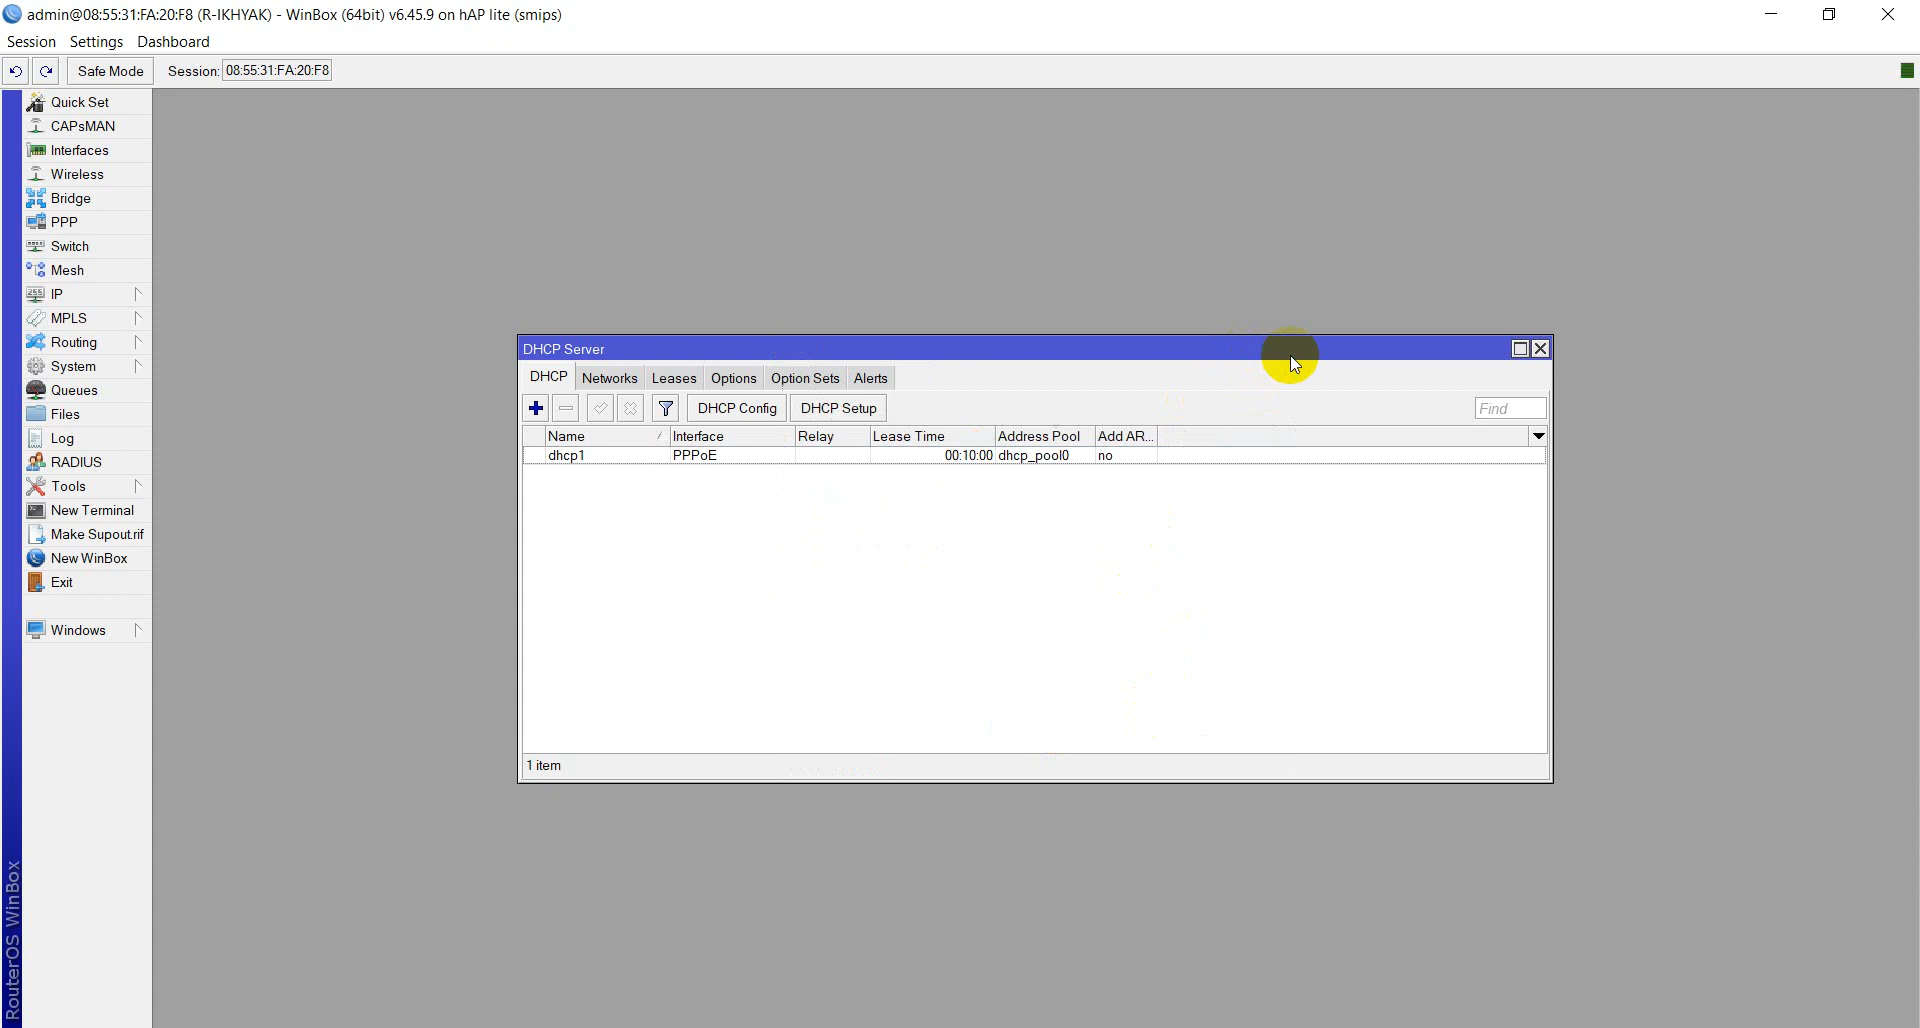 admin@08:55:31:FA:20:F8 (R-IKHYAK) - WinBox (64bit) v6.45.9 on hAP lite (smips)
Session Settings Dashboard
Safe Mode Session: 08:55:31:FA:20:F8
Quick Set
CAPsMAN
Interfaces
Wireless
Bridge
PPP
Switch
Mesh
IP
MPLS
Routing
System
Queues
Files
Log
RADIUS
Tools
New Terminal
Make Supout.rif
New WinBox
Exit
Windows
RouterOS WinBox
DHCP Server
DHCP Networks Leases Options Option Sets Alerts
DHCP Config DHCP Setup Find
Name Interface Relay Lease Time Address Pool Add AR...
dhcp1 PPPoE 00:10:00 dhcp_pool0 no
1 item